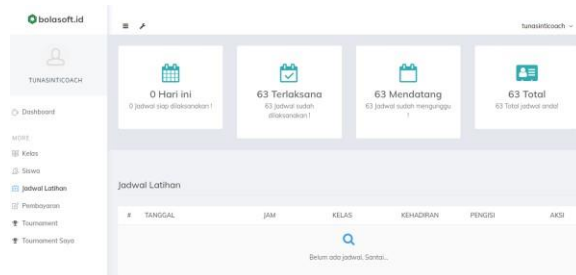 bolasoft.id
tunasinticoach
TUNASINTICOACH
Dashboard
MORE
Kelas
Siswa
Jadwal Latihan
Pembayaran
Tournament
Tournament Saya
0 Hari ini
0 Jadwal siap dilaksanakan !
63 Terlaksana
63 Jadwal sudah
dilaksanakan !
63 Mendatang
63 Jadwal sudah mengunggu
!
63 Total
63 Total jadwal anda!
Jadwal Latihan
# TANGGAL JAM KELAS KEHADIRAN PENGISI AKSI
Belum ada jadwal. Santai...